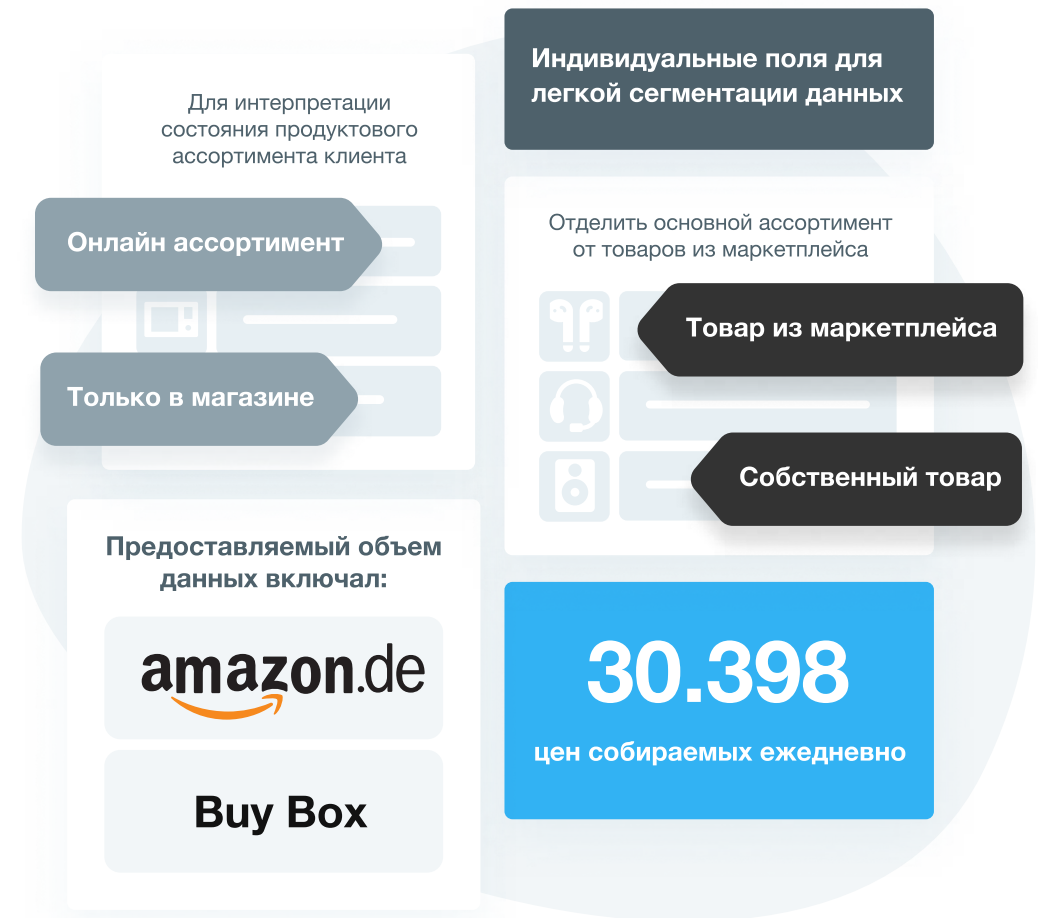 Для интерпретации
состояния продуктового
ассортимента клиента
Онлайн ассортимент
Только в магазине
Индивидуальные поля для
легкой сегментации данных
Отделить основной ассортимент
от товаров из маркетплейса
Товар из маркетплейса
Собственный товар
Предоставляемый объем
данных включал:
amazon.de
Buy Box
30.398
цен собираемых ежедневно